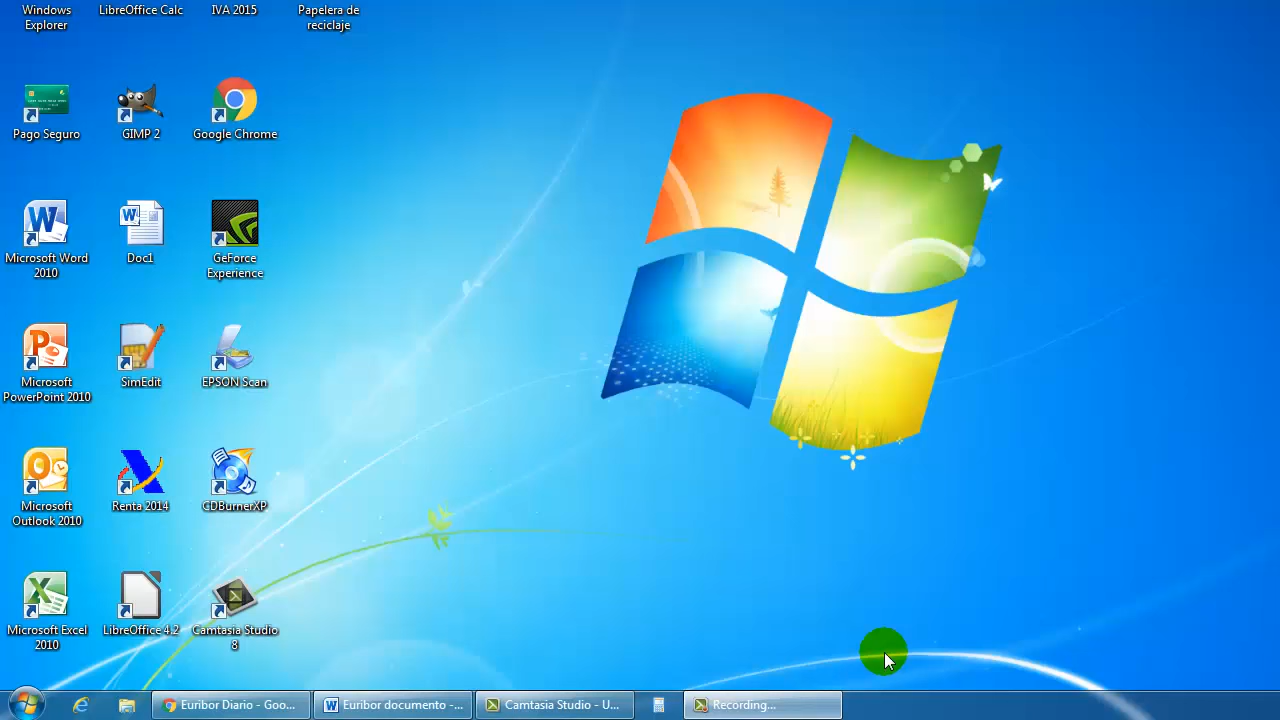 Windows
Explorer
LibreOffice Calc
IVA 2015
Papelera de
reciclaje
Pago Seguro
GIMP 2
Google Chrome
Microsoft Word
2010
Doc1
GeForce
Experience
Microsoft
PowerPoint 2010
SimEdit
EPSON Scan
Microsoft
Outlook 2010
Renta 2014
CDBurnerXP
Microsoft Excel
2010
LibreOffice 4.2
Camtasia Studio
8
Euribor Diario - Goo...
Euribor documento -...
Camtasia Studio - U...
Recording...